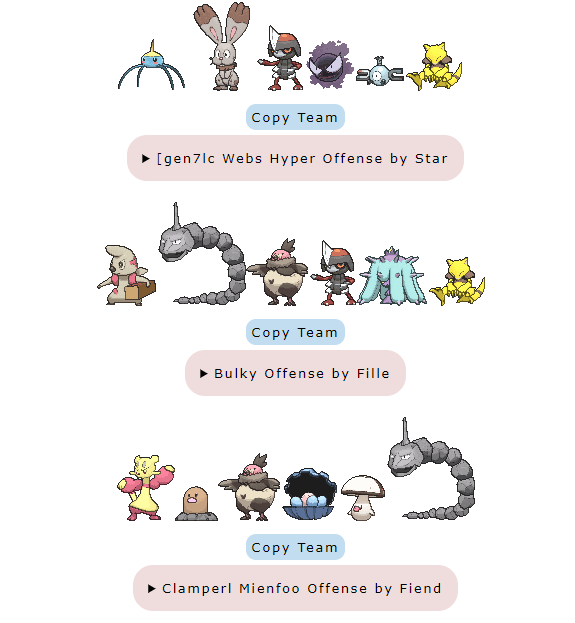 Copy Team
▶ [gen7lc Webs Hyper Offense by Star
Copy Team
▶ Bulky Offense by Fille
Copy Team
▶ Clamperl Mienfoo Offense by Fiend